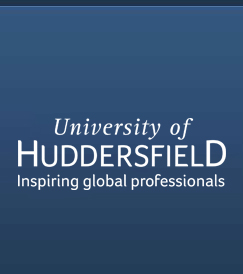 University of
HUDDERSFIELD
Inspiring global professionals